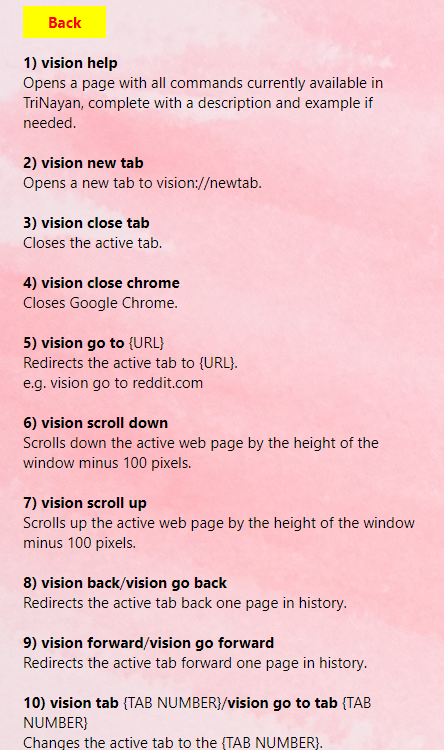 Back
1) vision help
Opens a page with all commands currently available in
TriNayan, complete with a description and example if
needed.
2) vision new tab
Opens a new tab to vision://newtab.
3) vision close tab
Closes the active tab.
4) vision close chrome
Closes Google Chrome.
5) vision go to {URL}
Redirects the active tab to {URL}.
e.g. vision go to reddit.com
6) vision scroll down
Scrolls down the active web page by the height of the
window minus 100 pixels.
7) vision scroll up
Scrolls up the active web page by the height of the window
minus 100 pixels.
8) vision back/vision go back
Redirects the active tab back one page in history.
9) vision forward/vision go forward
Redirects the active tab forward one page in history.
10) vision tab {TAB NUMBER}/vision go to tab {TAB
NUMBER}
Changes the active tab to the {TAB NUMBER}.